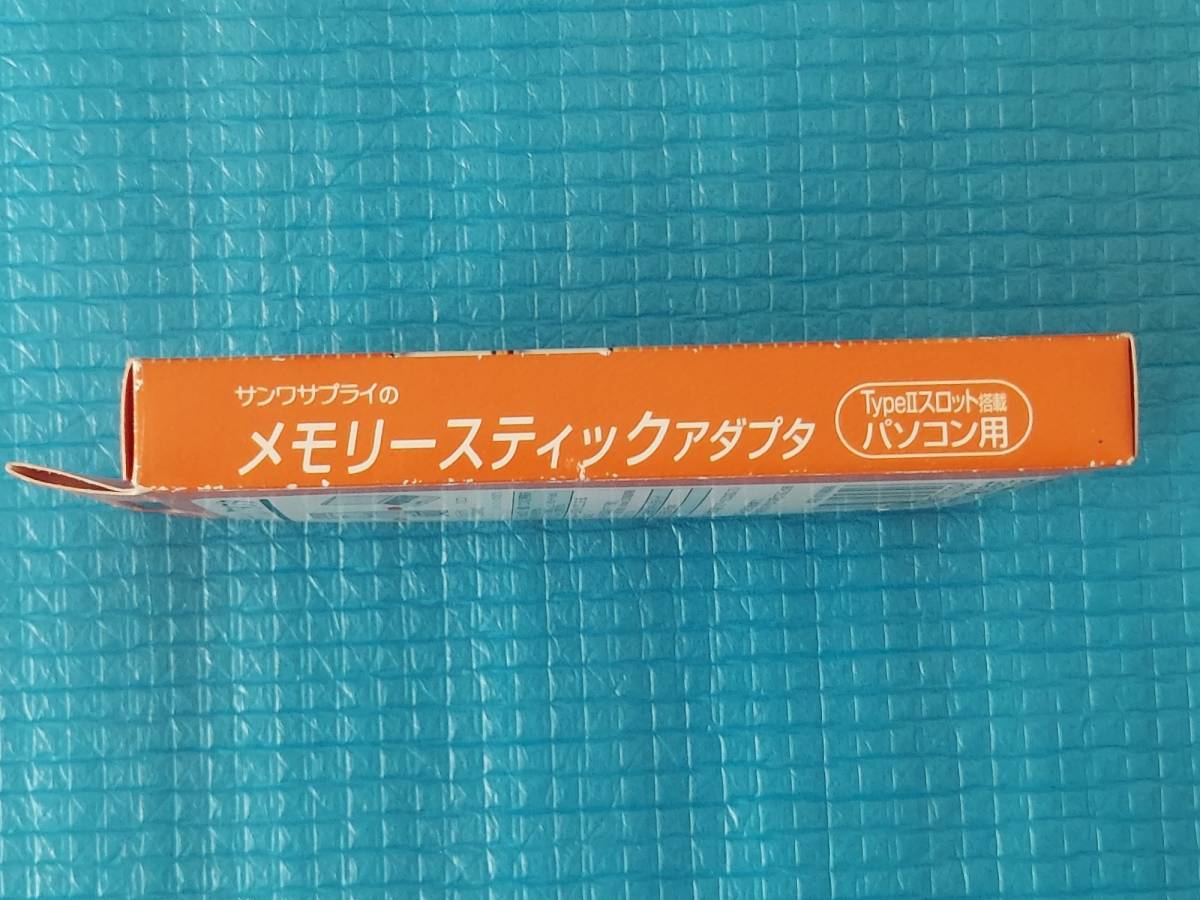 サンワサプライの
メモリースティックアダプタ
TypeⅡスロット搭載
パソコン用